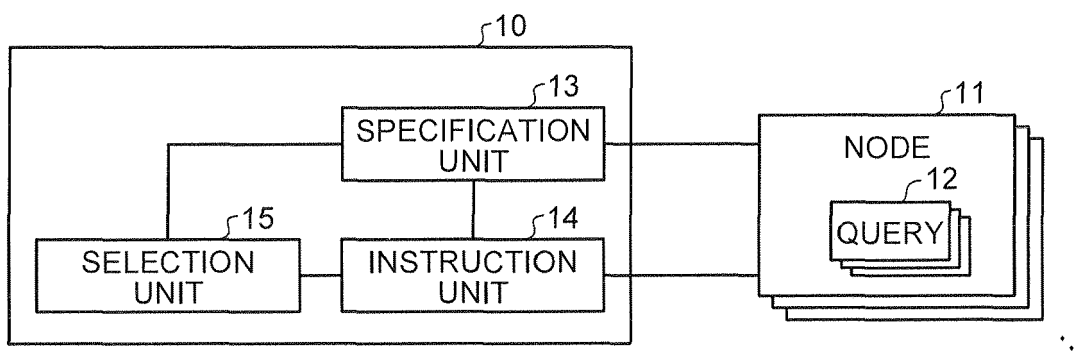 10
13
SPECIFICATION
UNIT
11
NODE
12
QUERY
15
SELECTION
UNIT
14
INSTRUCTION
UNIT